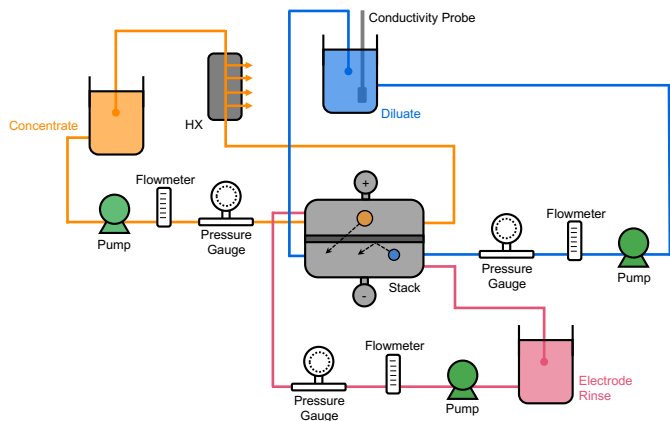 Conductivity Probe
Concentrate
HX
Diluate
Flowmeter
Pump
Pressure
Gauge
+
-
Stack
Flowmeter
Pressure
Gauge
Pump
Flowmeter
Pressure
Gauge
Pump
Electrode
Rinse